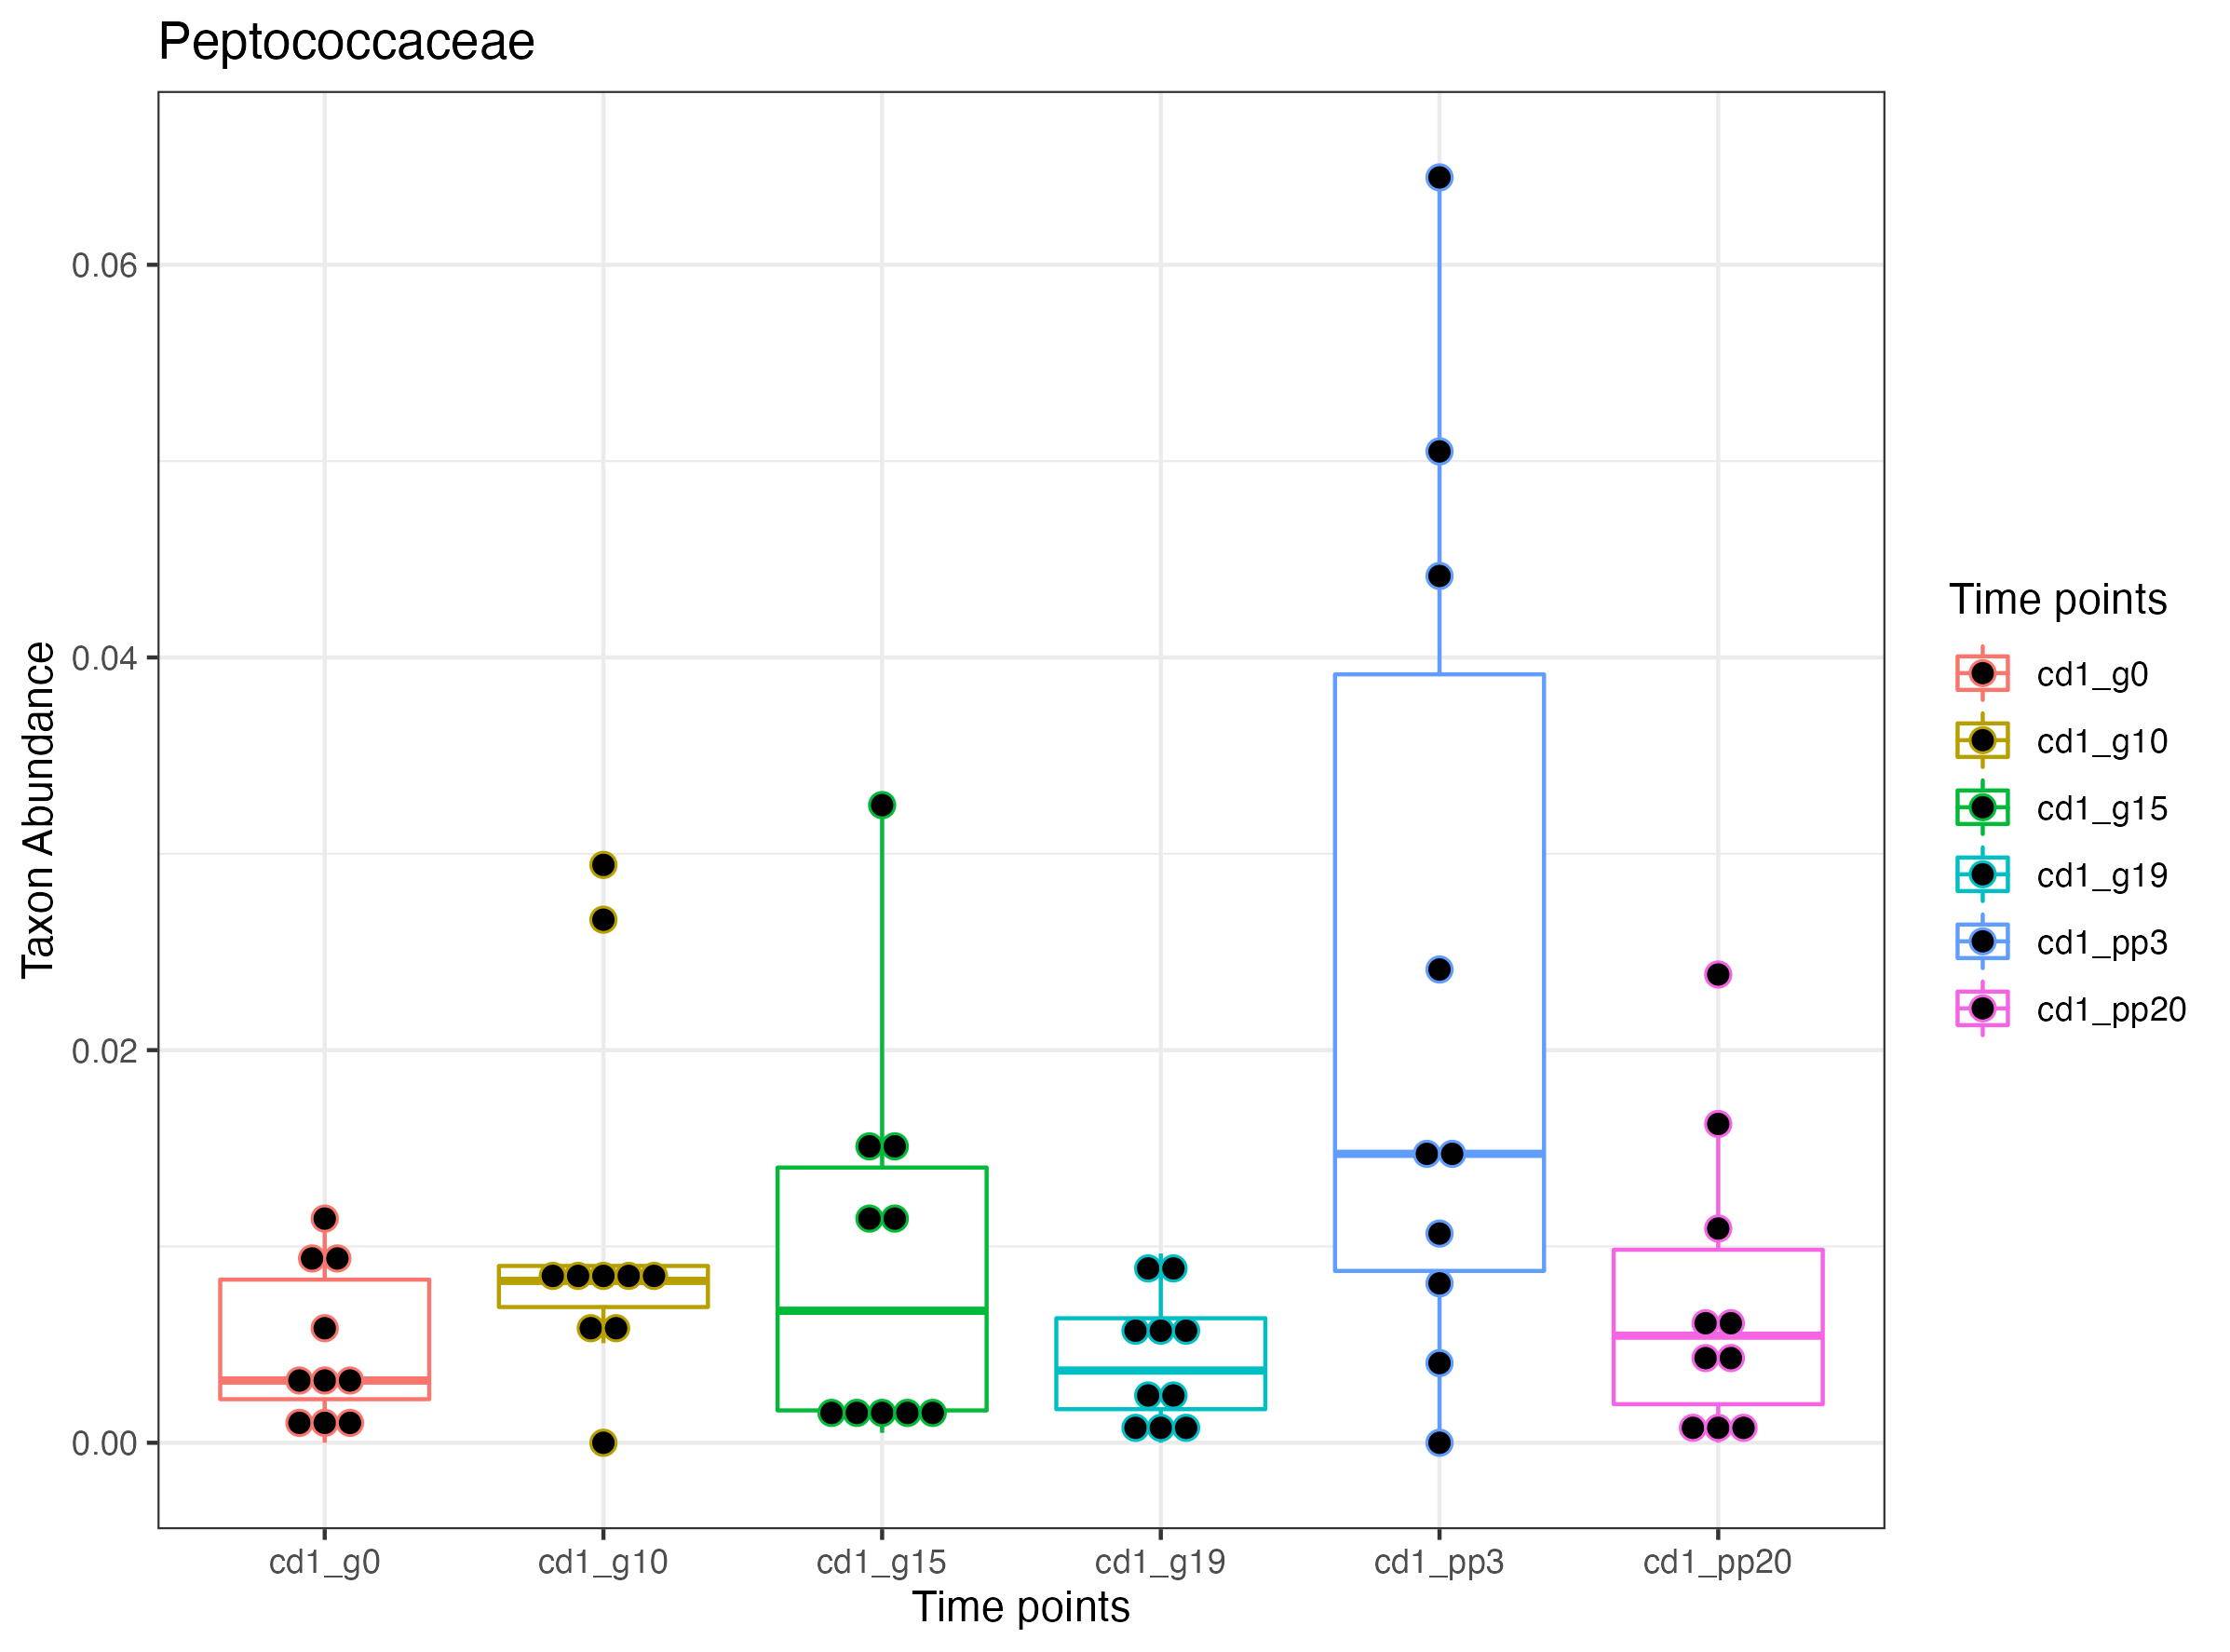 Peptococcaceae
Taxon Abundance
0.06
0.04
0.02
0.00
cd1_g0
cd1_g10
cd1_g15
cd1_g19
cd1_pp3
cd1_pp20
Time points
Time points
cd1_g0
cd1_g10
cd1_g15
cd1_g19
cd1_pp3
cd1_pp20